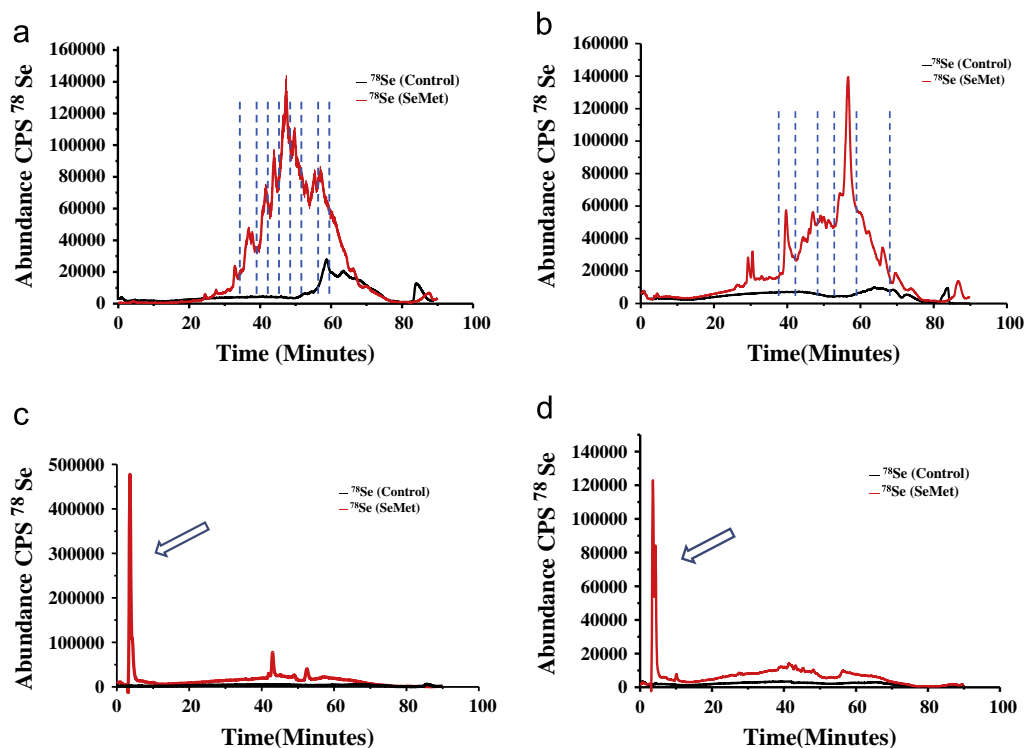 a
160000
140000
120000
100000
80000
60000
40000
20000
0
Abundance CPS ⁷⁸ Se
⁷⁸Se (Control)
⁷⁸Se (SeMet)
0 20 40 60 80 100
Time (Minutes)
b
160000
140000
120000
100000
80000
60000
40000
20000
0
Abundance CPS ⁷⁸ Se
⁷⁸Se (Control)
⁷⁸Se (SeMet)
0 20 40 60 80 100
Time(Minutes)
c
500000
400000
300000
200000
100000
0
Abundance CPS ⁷⁸ Se
⁷⁸Se (Control)
⁷⁸Se (SeMet)
0 20 40 60 80 100
Time(Minutes)
d
140000
120000
100000
80000
60000
40000
20000
0
Abundance CPS ⁷⁸ Se
⁷⁸Se (Control)
⁷⁸Se (SeMet)
0 20 40 60 80 100
Time(Minutes)